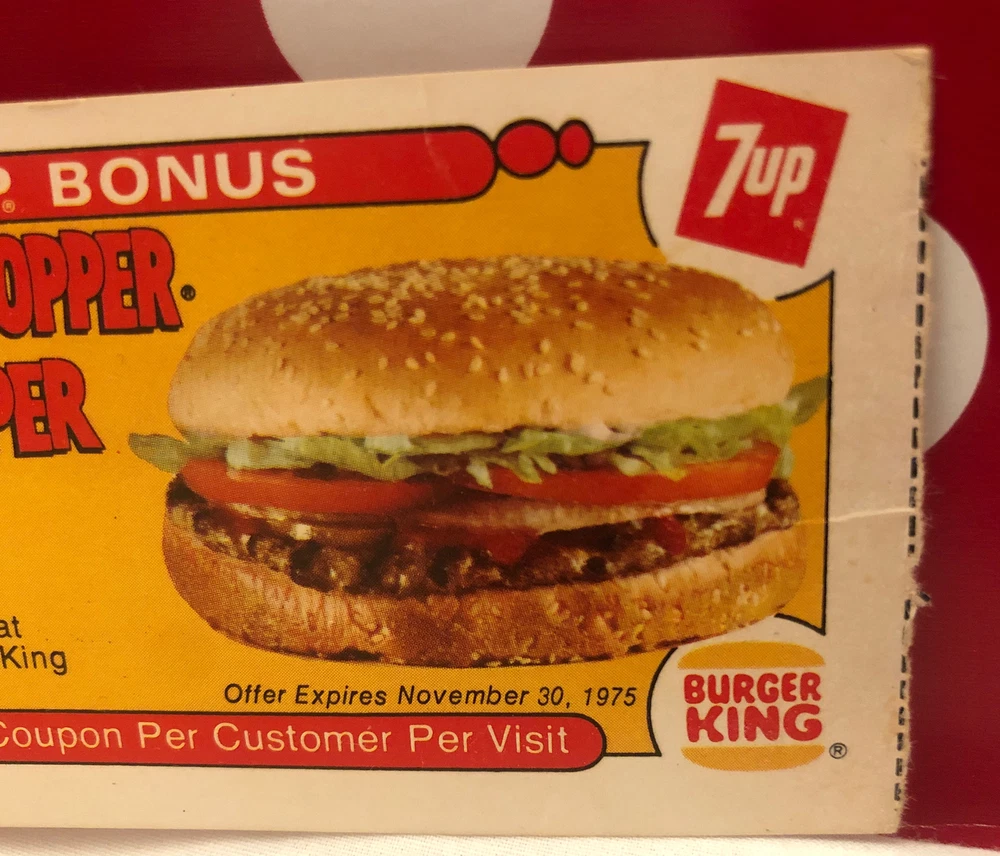 7up
BONUS
OPPER
PER
at
King
Offer Expires November 30, 1975
Coupon Per Customer Per Visit
BURGER
KING®